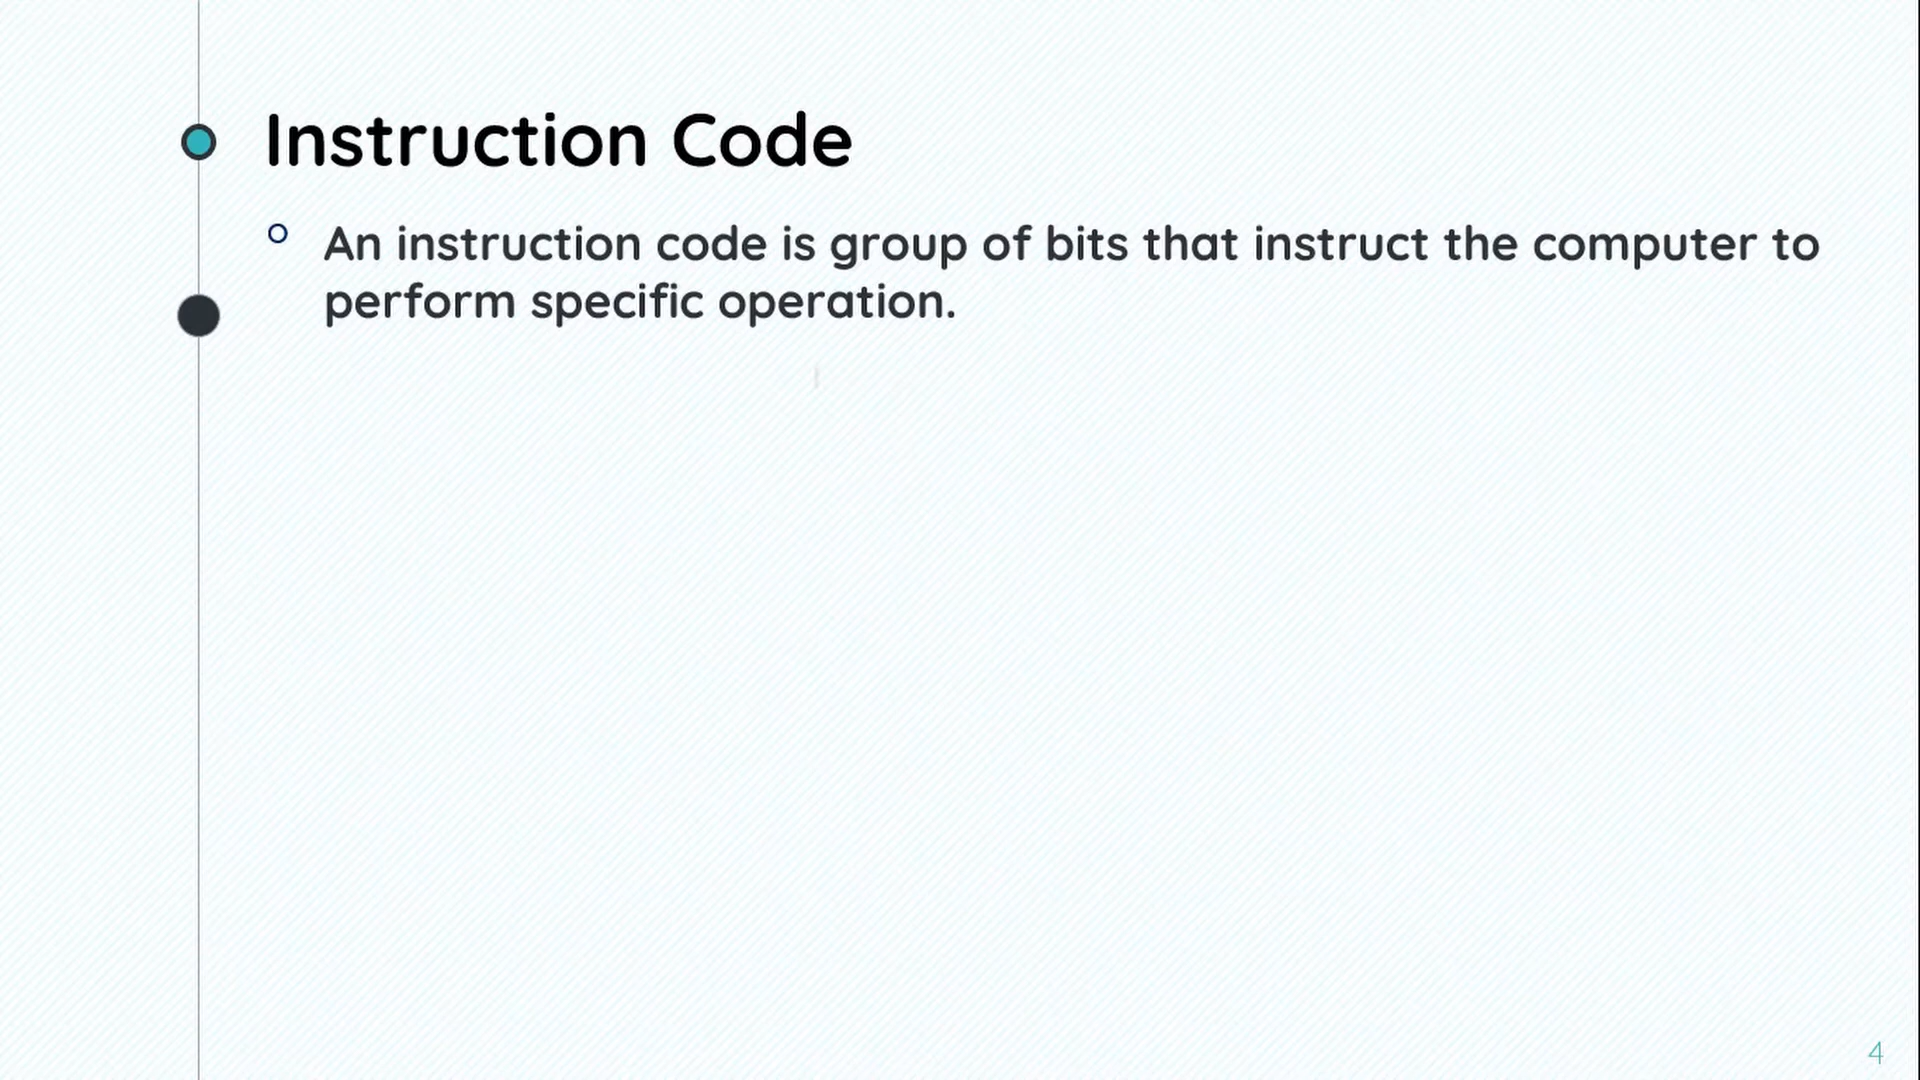 Instruction Code
An instruction code is group of bits that instruct the computer to
perform specific operation.
4